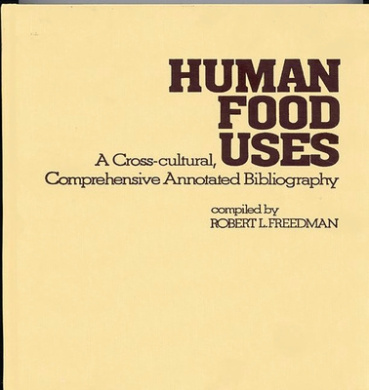 HUMAN
FOOD
USES
A Cross-cultural,
Comprehensive Annotated Bibliography
compiled by
ROBERT L. FREEDMAN